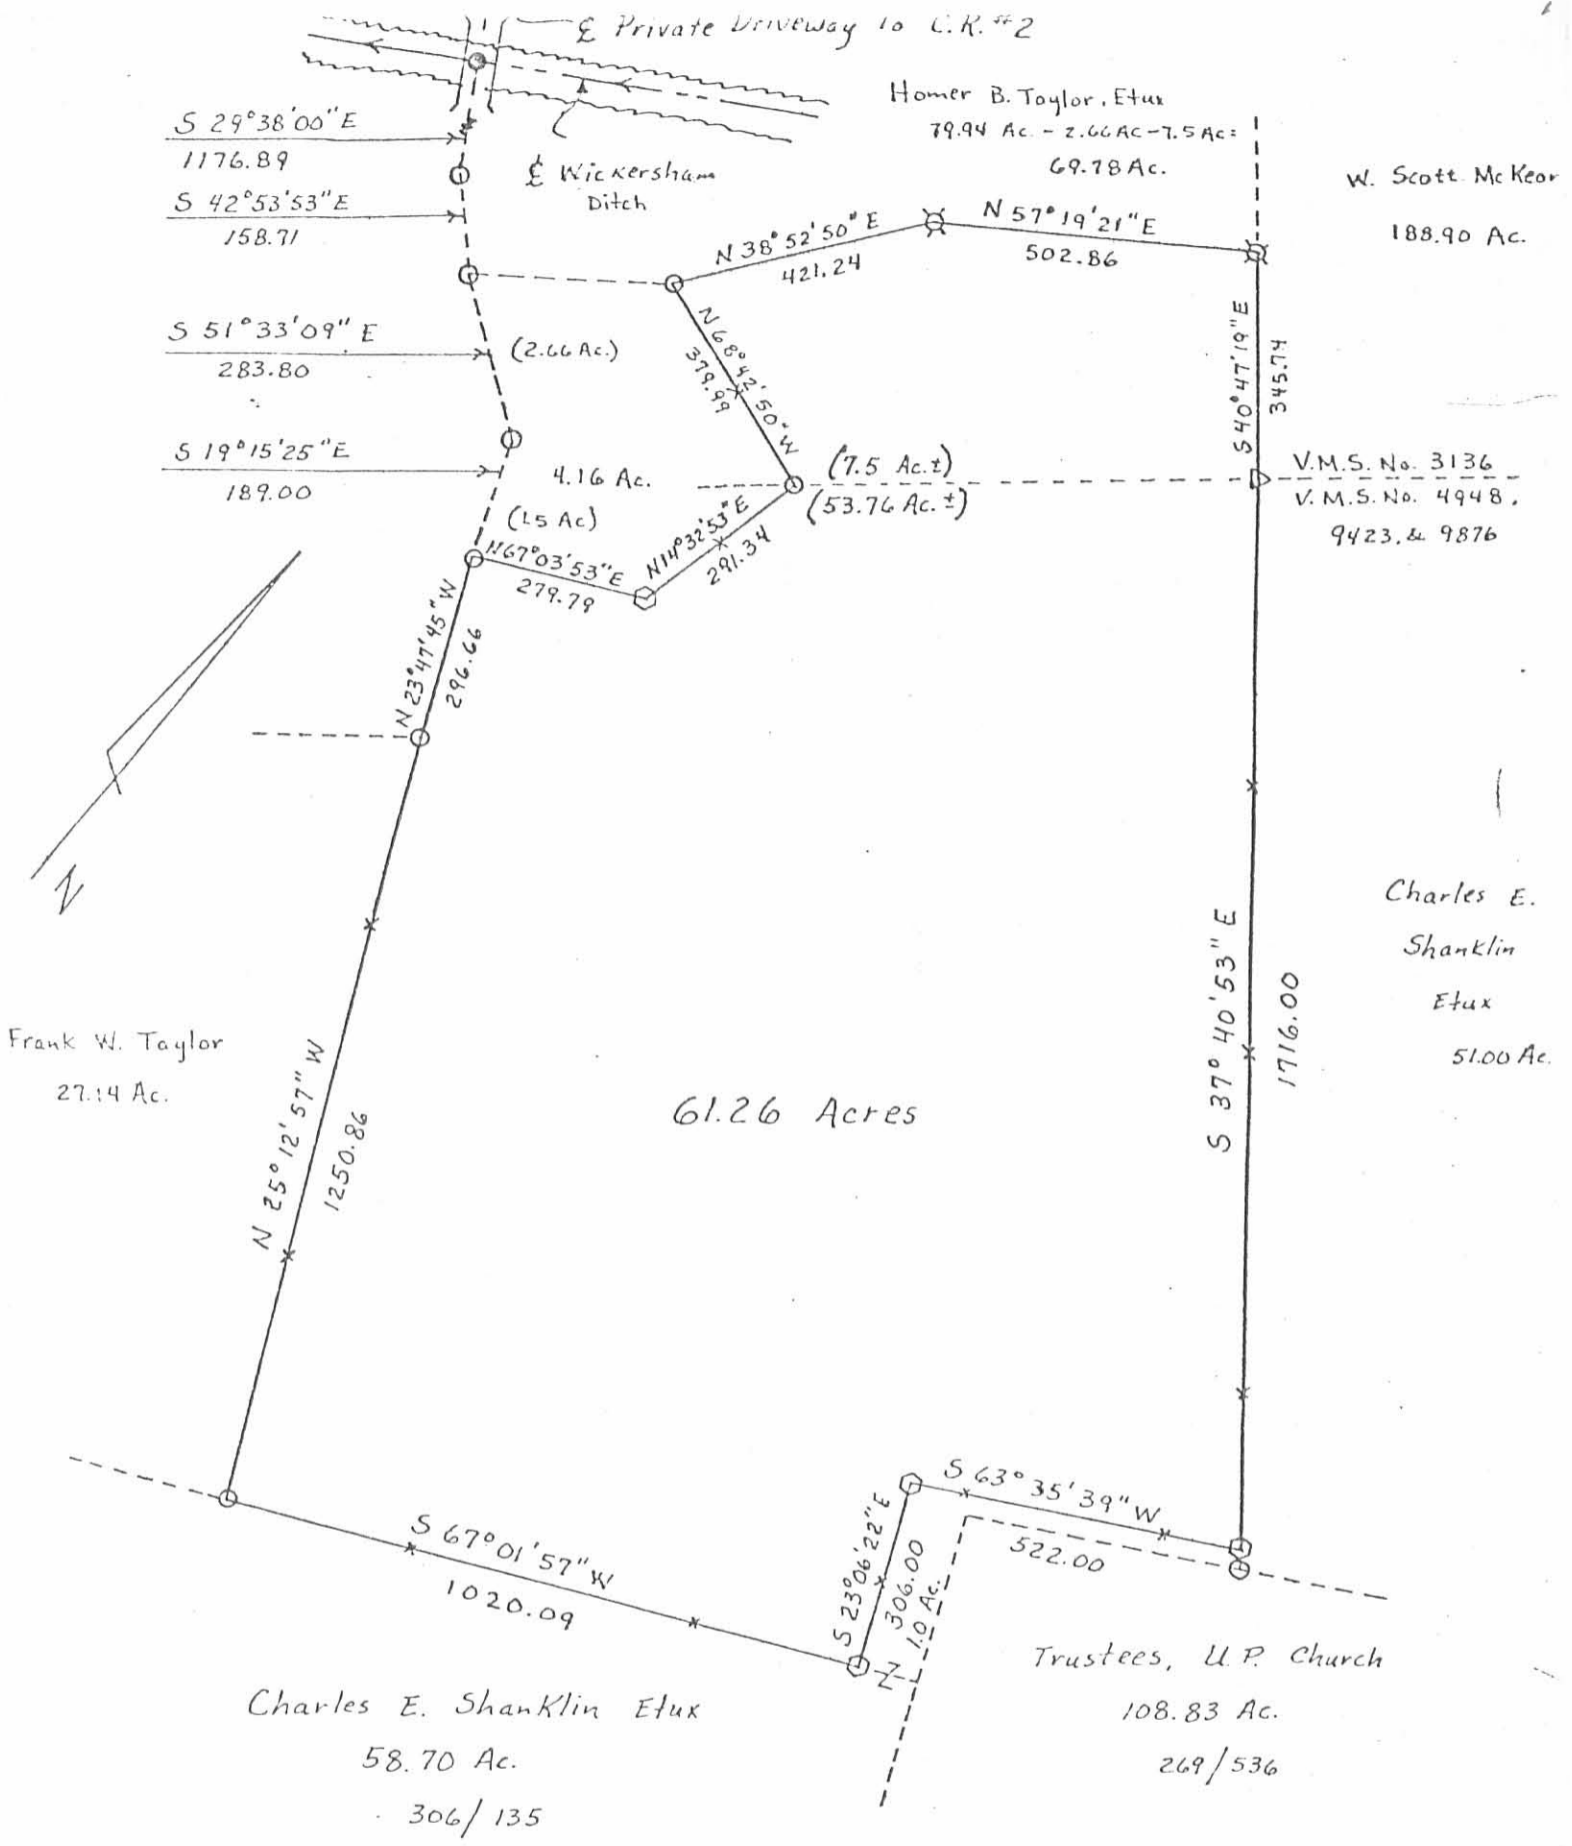 ℄ Private Driveway to C.R. #2
Homer B. Taylor, Etux
79.94 Ac. - 2.66 Ac - 7.5 Ac =
69.78 Ac.
W. Scott McKeor
188.90 Ac.
S 29°38'00" E
1176.89
℄ Wickersham
Ditch
S 42°53'53" E
158.71
N 38°52'50" E
421.24
N 57°19'21" E
502.86
S 51°33'09" E
283.80
(2.66 Ac.)
N 68°42'50" W
379.99
S 40°47'19" E
345.74
S 19°15'25" E
189.00
4.16 Ac.
(1.5 Ac)
(7.5 Ac.±)
(53.76 Ac.±)
V.M.S. No. 3136
V.M.S. No. 4948,
9423, & 9876
N 67°03'53" E
279.79
N 14°32'53" E
291.34
N 23°47'45" W
296.66
N
Charles E.
Shanklin
Etux
51.00 Ac.
Frank W. Taylor
27.14 Ac.
N 25°12'57" W
1250.86
61.26 Acres
S 37°40'53" E
1716.00
S 67°01'57" W
1020.09
S 23°06'22" E
306.00
1.0 Ac.
S 63°35'39" W
522.00
Charles E. Shanklin Etux
58.70 Ac.
306/135
Trustees, U.P. Church
108.83 Ac.
269/536